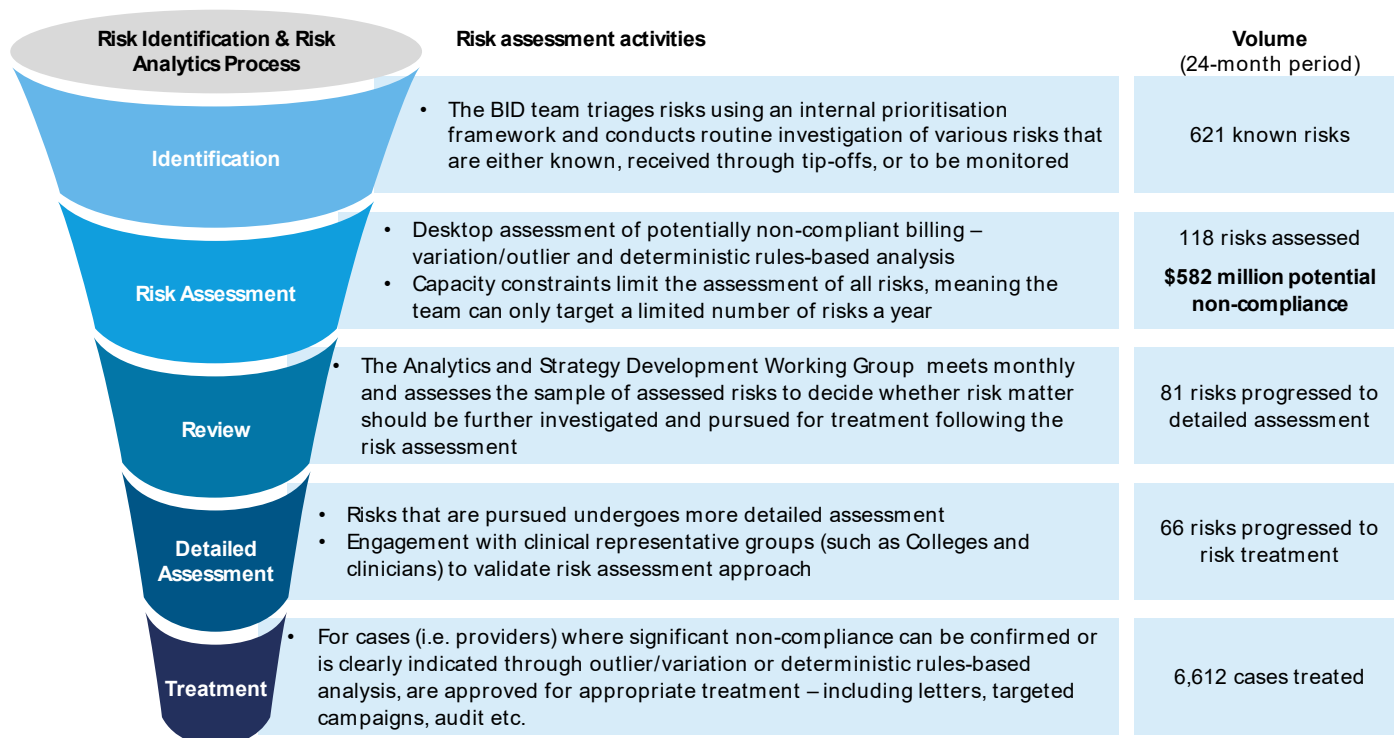 Risk Identification & Risk
Analytics Process
Risk assessment activities
Volume
(24-month period)
Identification
• The BID team triages risks using an internal prioritisation
framework and conducts routine investigation of various risks that
are either known, received through tip-offs, or to be monitored
621 known risks
Risk Assessment
• Desktop assessment of potentially non-compliant billing –
variation/outlier and deterministic rules-based analysis
• Capacity constraints limit the assessment of all risks, meaning the
team can only target a limited number of risks a year
118 risks assessed
$582 million potential
non-compliance
Review
• The Analytics and Strategy Development Working Group meets monthly
and assesses the sample of assessed risks to decide whether risk matter
should be further investigated and pursued for treatment following the
risk assessment
81 risks progressed to
detailed assessment
Detailed
Assessment
• Risks that are pursued undergoes more detailed assessment
• Engagement with clinical representative groups (such as Colleges and
clinicians) to validate risk assessment approach
66 risks progressed to
risk treatment
Treatment
• For cases (i.e. providers) where significant non-compliance can be confirmed or
is clearly indicated through outlier/variation or deterministic rules-based
analysis, are approved for appropriate treatment – including letters, targeted
campaigns, audit etc.
6,612 cases treated